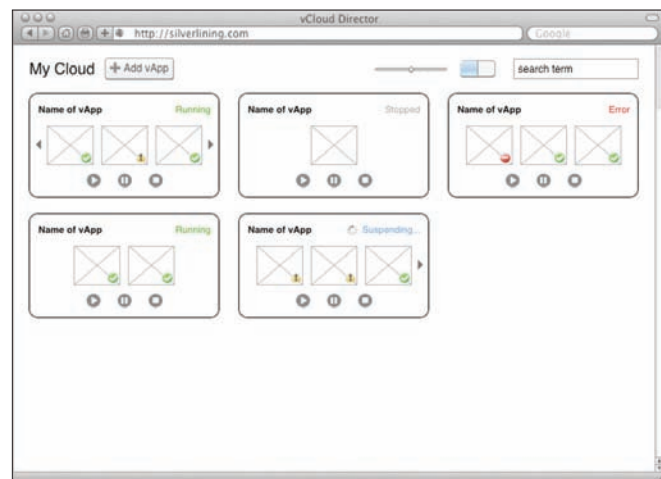 vCloud Director
http://silverlining.com
Google
My Cloud
+ Add vApp
search term
Name of vApp Running
Name of vApp Stopped
Name of vApp Error
Name of vApp Running
Name of vApp Suspending...